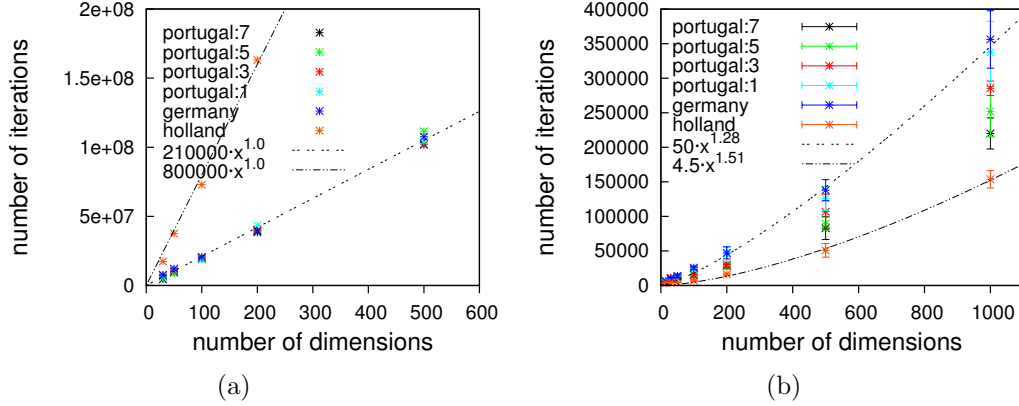 number of iterations
2e+08
1.5e+08
1e+08
5e+07
0
portugal:7
portugal:5
portugal:3
portugal:1
germany
holland
210000·x^1.0
800000·x^1.0
0 100 200 300 400 500 600
number of dimensions
(a)
number of iterations
400000
350000
300000
250000
200000
150000
100000
50000
0
portugal:7
portugal:5
portugal:3
portugal:1
germany
holland
50·x^1.28
4.5·x^1.51
0 200 400 600 800 1000
number of dimensions
(b)